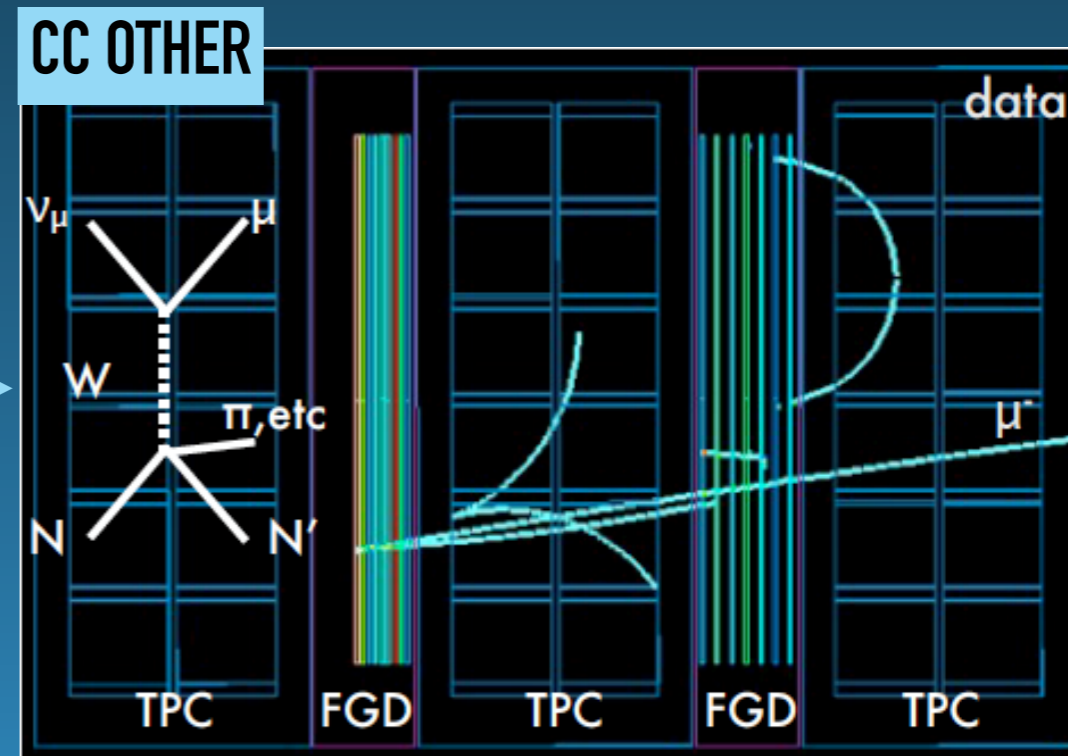 CC OTHER
data
νμ
μ
W
π,etc
μ-
N
N′
TPC
FGD
TPC
FGD
TPC